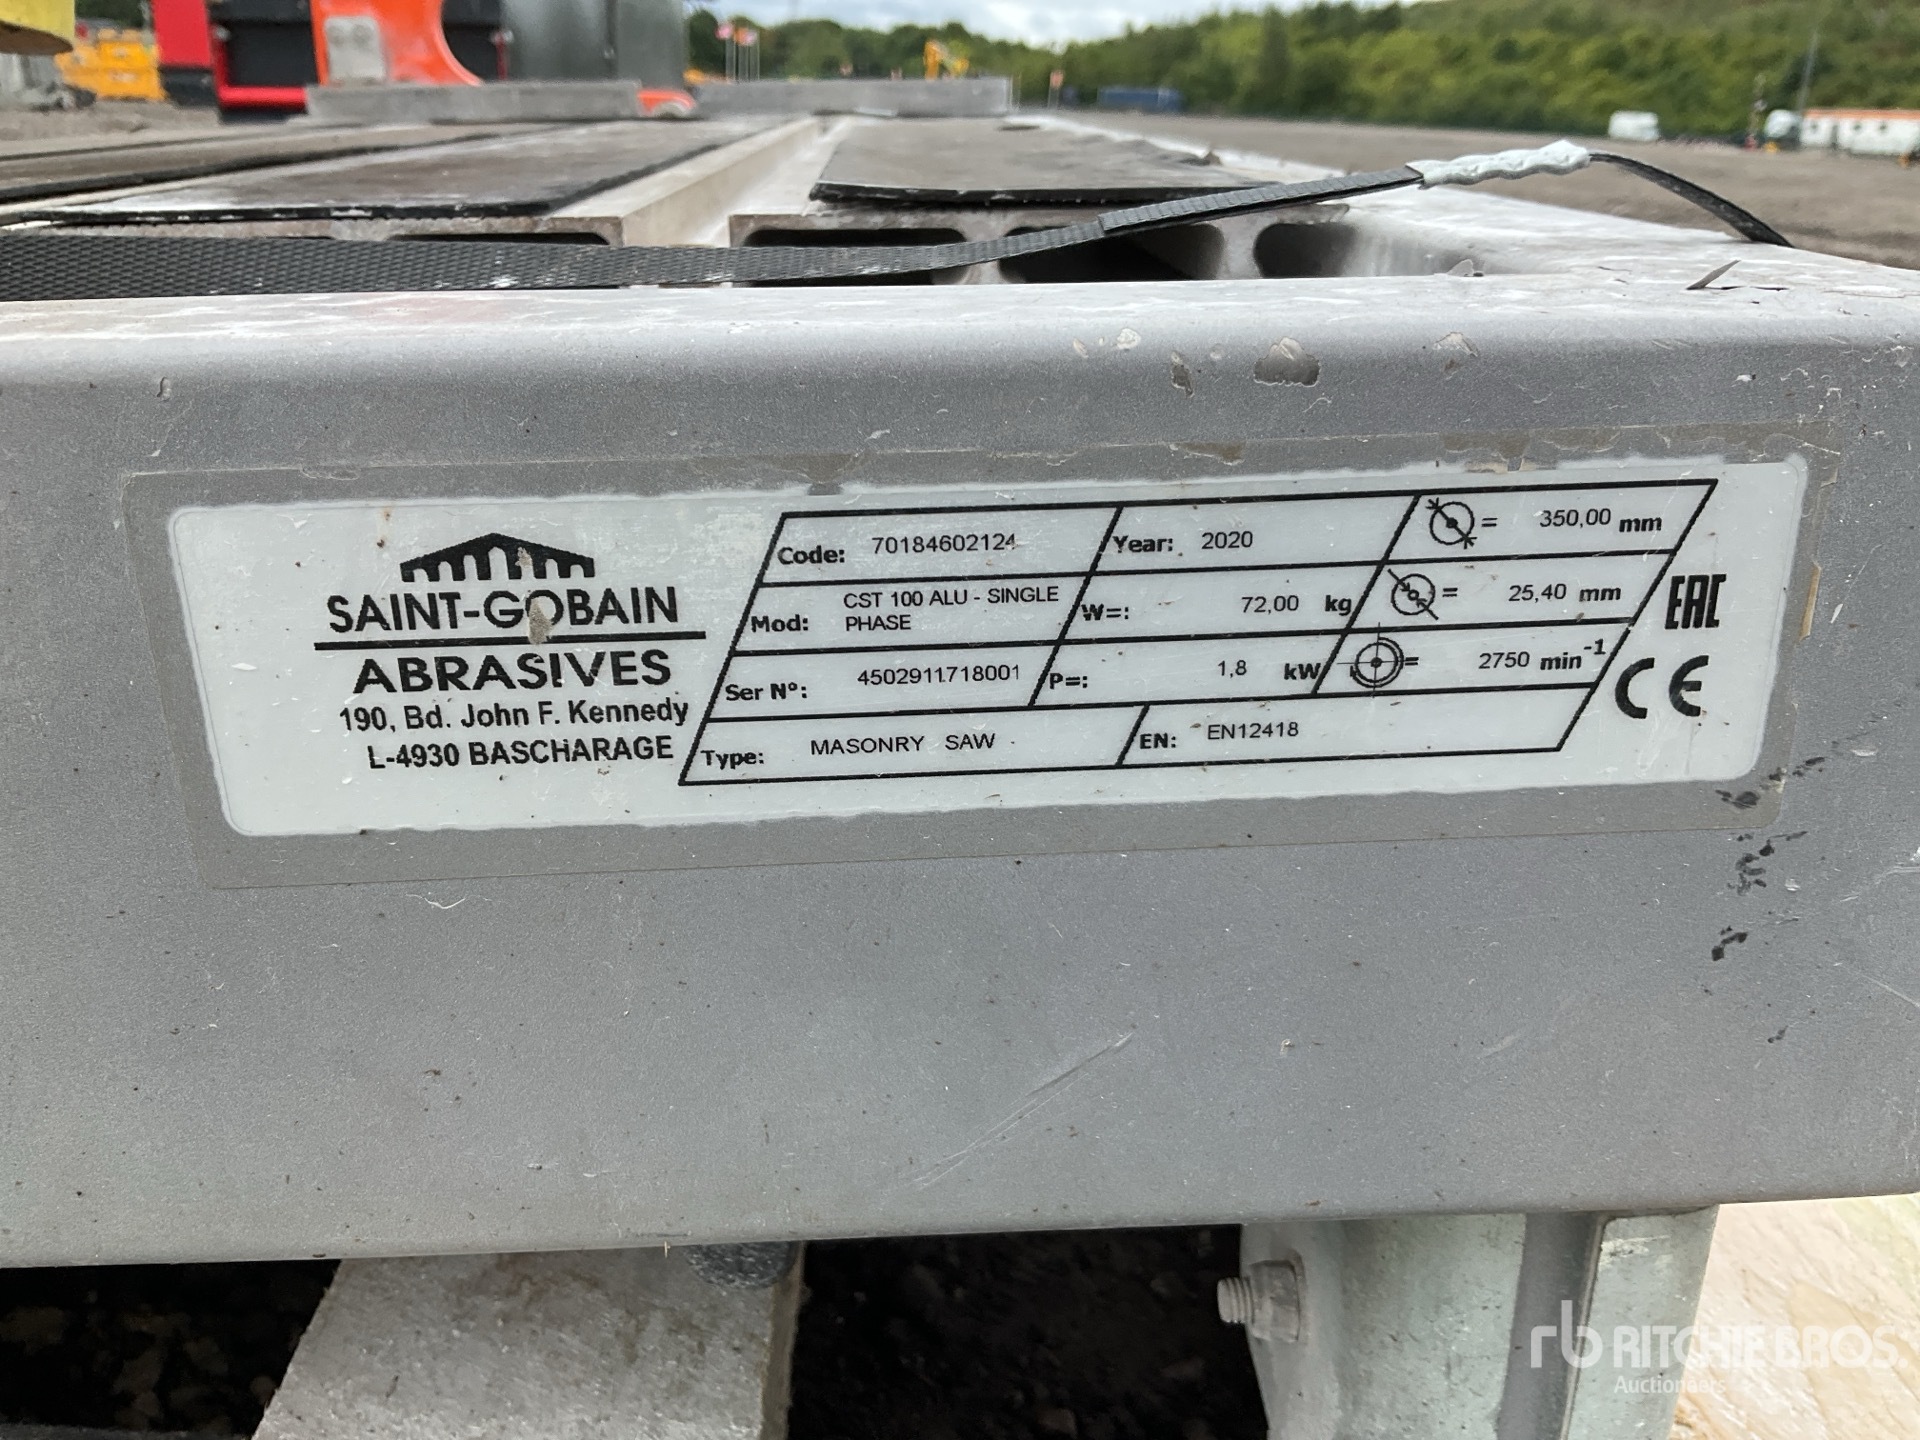 SAINT-GOBAIN
ABRASIVES
190, Bd. John F. Kennedy
L-4930 BASCHARAGE
Code: 70184602124 Year: 2020 = 350,00 mm
Mod: CST 100 ALU - SINGLE PHASE W=: 72,00 kg = 25,40 mm
Ser Nº: 4502911718001 P=: 1,8 kW = 2750 min⁻¹
Type: MASONRY SAW EN: EN12418
EAC
CE
rb RITCHIE BROS.
Auctioneers